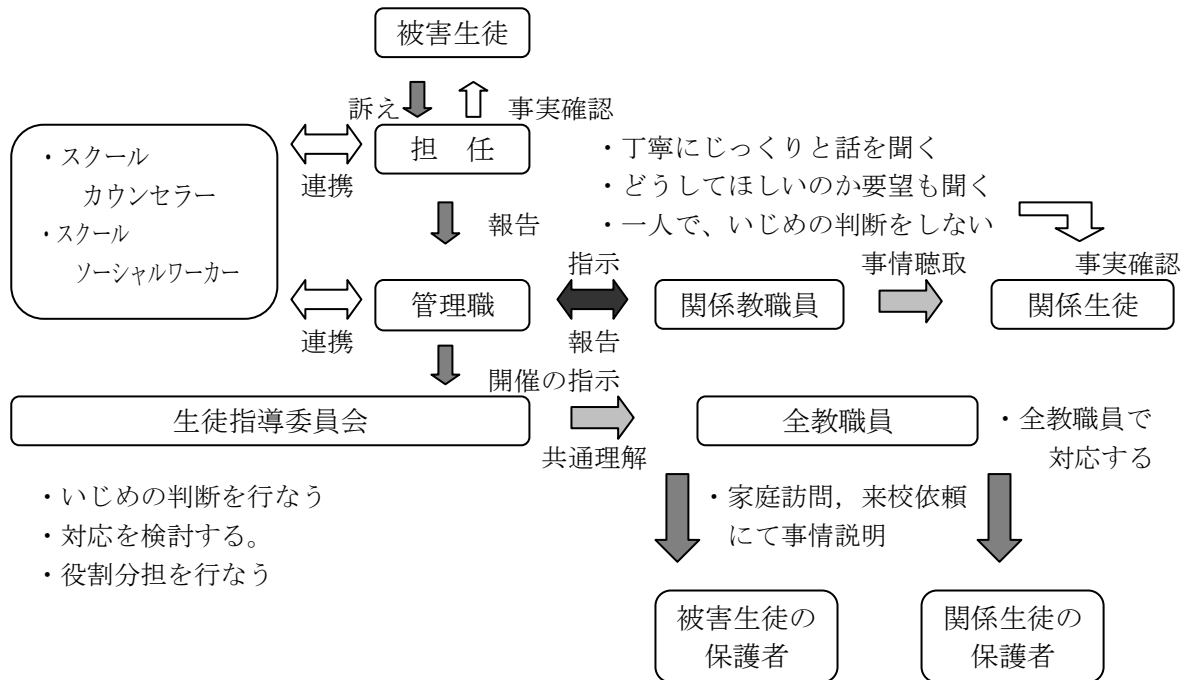 被害生徒
訴え
事実確認
・スクール
カウンセラー
・スクール
ソーシャルワーカー
連携
担　任
・丁寧にじっくりと話を聞く
・どうしてほしいのか要望も聞く
・一人で、いじめの判断をしない
報告
指示
事情聴取
事実確認
連携
管理職
報告
関係教職員
関係生徒
開催の指示
生徒指導委員会
共通理解
全教職員
・全教職員で
対応する
・いじめの判断を行なう
・対応を検討する。
・役割分担を行なう
・家庭訪問，来校依頼
にて事情説明
被害生徒の
保護者
関係生徒の
保護者